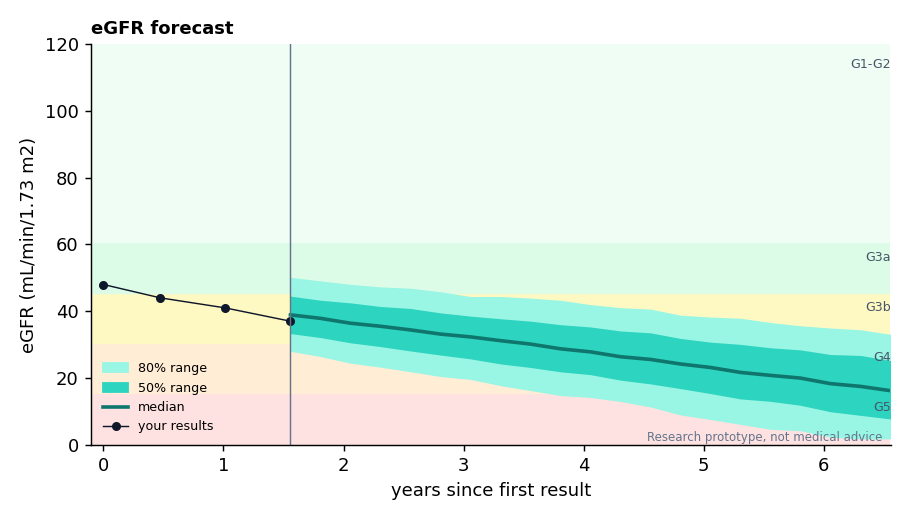 eGFR forecast
eGFR (mL/min/1.73 m2)
120
100
80
60
40
20
0
G1-G2
G3a
G3b
G4
G5
80% range
50% range
median
your results
Research prototype, not medical advice
0 1 2 3 4 5 6
years since first result